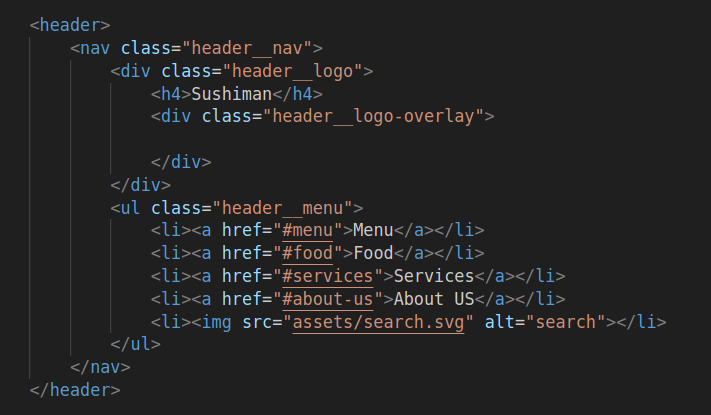 <header>
    <nav class="header__nav">
        <div class="header__logo">
            <h4>Sushiman</h4>
            <div class="header__logo-overlay">

            </div>
        </div>
        <ul class="header__menu">
            <li><a href="#menu">Menu</a></li>
            <li><a href="#food">Food</a></li>
            <li><a href="#services">Services</a></li>
            <li><a href="#about-us">About US</a></li>
            <li><img src="assets/search.svg" alt="search"></li>
        </ul>
    </nav>
</header>